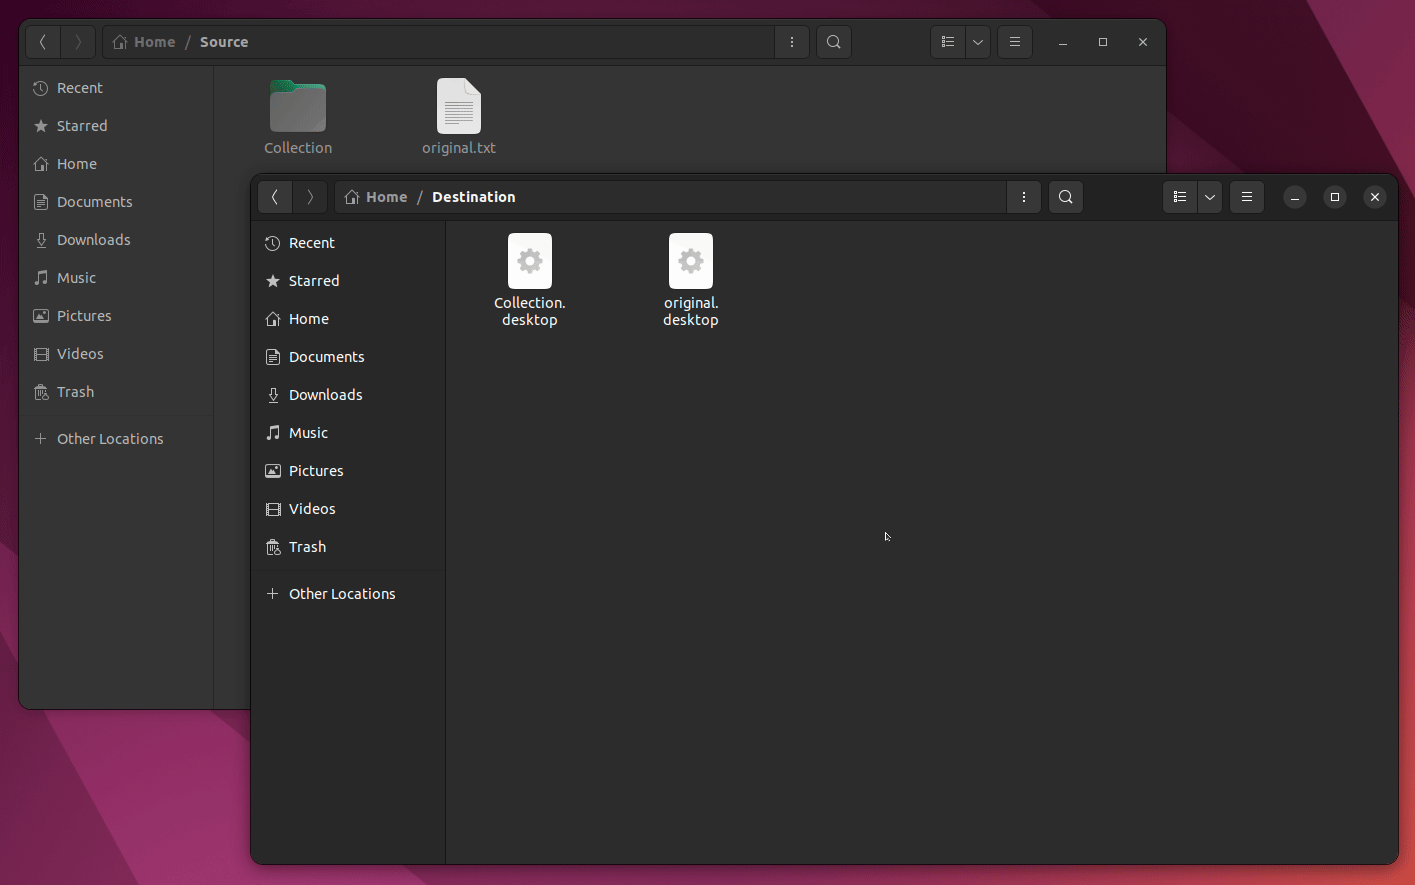 Home / Source
Recent
Starred
Home
Documents
Downloads
Music
Pictures
Videos
Trash
Other Locations
Collection
original.txt
Home / Destination
Recent
Starred
Home
Documents
Downloads
Music
Pictures
Videos
Trash
Other Locations
Collection.
desktop
original.
desktop